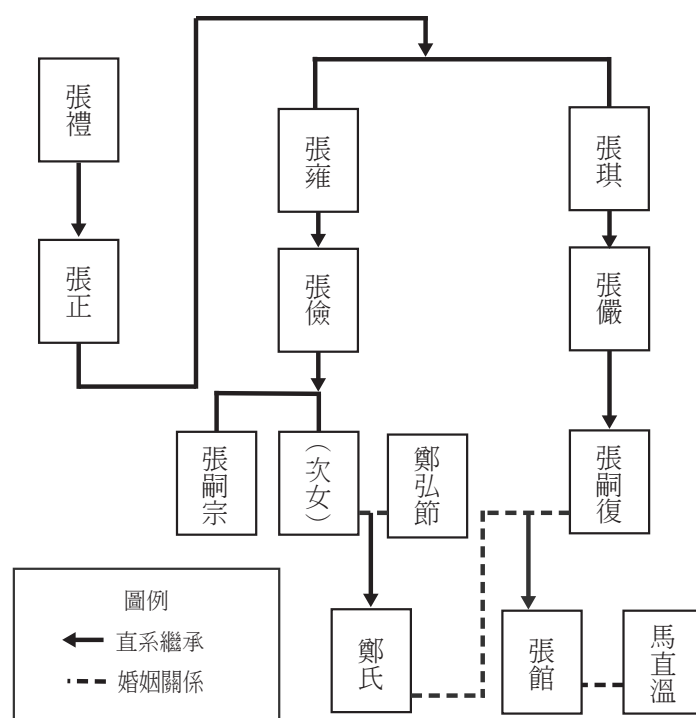 張禮
張正
張雍
張琪
張儉
張儼
張嗣宗
（次女）
鄭弘節
張嗣復
鄭氏
張館
馬直溫
圖例
直系繼承
婚姻關係